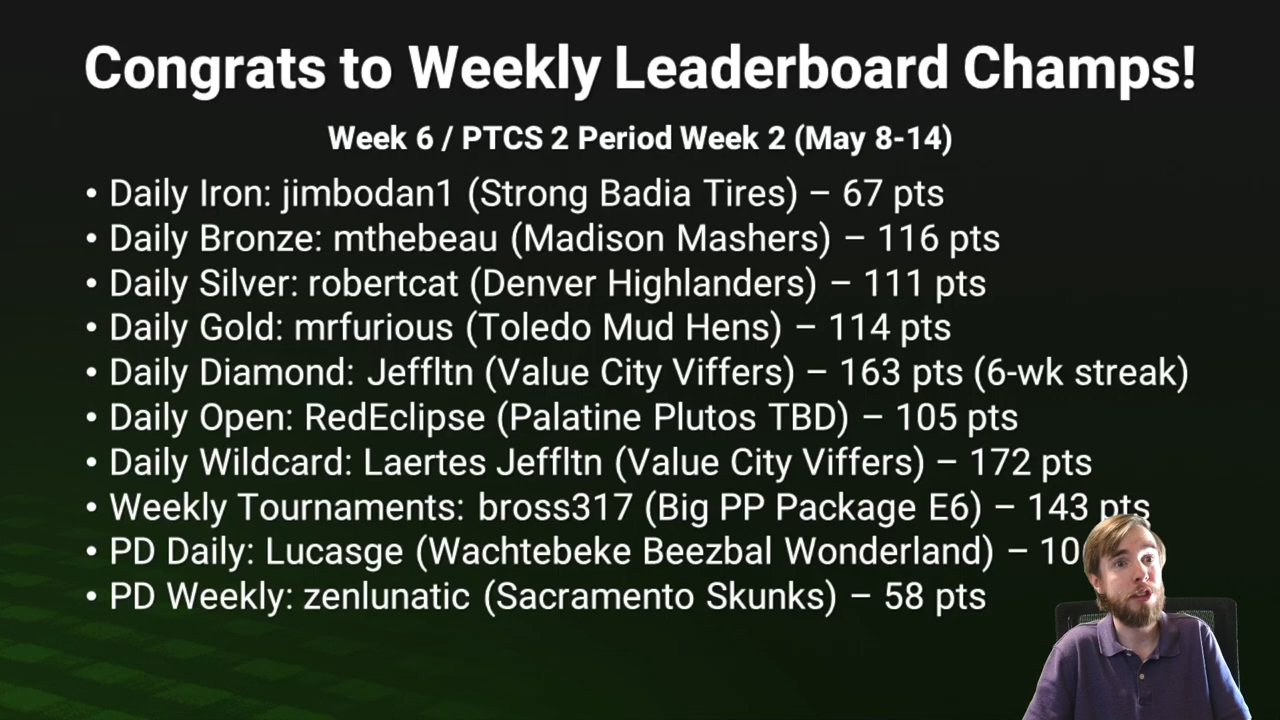 Congrats to Weekly Leaderboard Champs!
Week 6 / PTCS 2 Period Week 2 (May 8-14)
• Daily Iron: jimbodan1 (Strong Badia Tires) – 67 pts
• Daily Bronze: mthebeau (Madison Mashers) – 116 pts
• Daily Silver: robertcat (Denver Highlanders) – 111 pts
• Daily Gold: mrfurious (Toledo Mud Hens) – 114 pts
• Daily Diamond: Jeffltn (Value City Viffers) – 163 pts (6-wk streak)
• Daily Open: RedEclipse (Palatine Plutos TBD) – 105 pts
• Daily Wildcard: Laertes Jeffltn (Value City Viffers) – 172 pts
• Weekly Tournaments: bross317 (Big PP Package E6) – 143 pts
• PD Daily: Lucasge (Wachtebeke Beezbal Wonderland) –
• PD Weekly: zenlunatic (Sacramento Skunks) – 58 pts